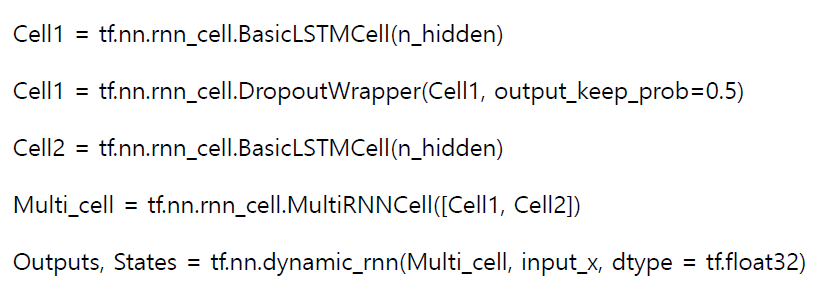 Cell1 = tf.nn.rnn_cell.BasicLSTMCell(n_hidden)
Cell1 = tf.nn.rnn_cell.DropoutWrapper(Cell1, output_keep_prob=0.5)
Cell2 = tf.nn.rnn_cell.BasicLSTMCell(n_hidden)
Multi_cell = tf.nn.rnn_cell.MultiRNNCell([Cell1, Cell2])
Outputs, States = tf.nn.dynamic_rnn(Multi_cell, input_x, dtype = tf.float32)